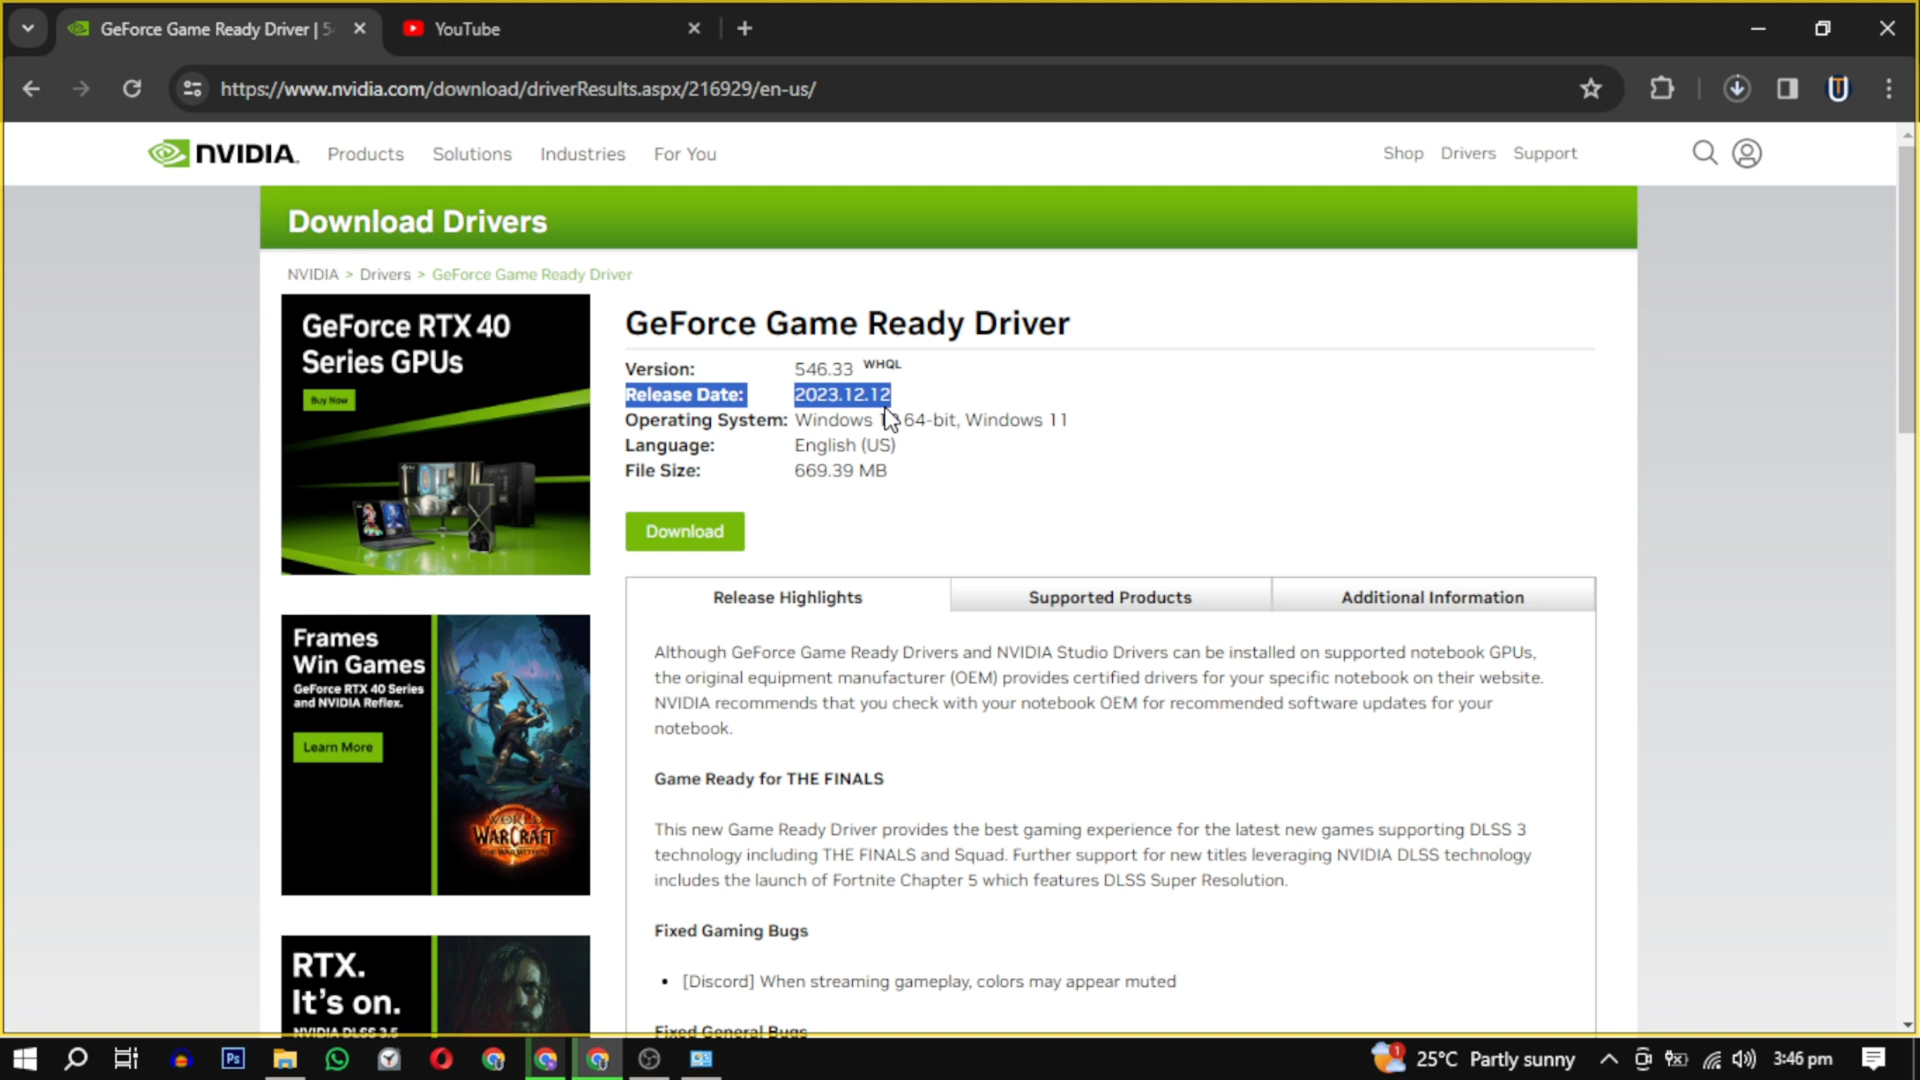 GeForce Game Ready Driver | 54
YouTube
https://www.nvidia.com/download/driverResults.aspx/216929/en-us/
NVIDIA.
Products
Solutions
Industries
For You
Shop
Drivers
Support
Download Drivers
NVIDIA > Drivers > GeForce Game Ready Driver
GeForce RTX 40
Series GPUs
Buy Now
GeForce Game Ready Driver
Version: 546.33 WHQL
Release Date: 2023.12.12
Operating System: Windows 10 64-bit, Windows 11
Language: English (US)
File Size: 669.39 MB
Download
Release Highlights
Supported Products
Additional Information
Although GeForce Game Ready Drivers and NVIDIA Studio Drivers can be installed on supported notebook GPUs,
the original equipment manufacturer (OEM) provides certified drivers for your specific notebook on their website.
NVIDIA recommends that you check with your notebook OEM for recommended software updates for your
notebook.
Game Ready for THE FINALS
This new Game Ready Driver provides the best gaming experience for the latest new games supporting DLSS 3
technology including THE FINALS and Squad. Further support for new titles leveraging NVIDIA DLSS technology
includes the launch of Fortnite Chapter 5 which features DLSS Super Resolution.
Fixed Gaming Bugs
• [Discord] When streaming gameplay, colors may appear muted
Fixed General Bugs
Frames
Win Games
GeForce RTX 40 Series
and NVIDIA Reflex.
Learn More
WORLD
WARCRAFT
THE WAR WITHIN
RTX.
It's on.
NVIDIA DLSS 3.5
Ps
1
25°C Partly sunny
3:46 pm